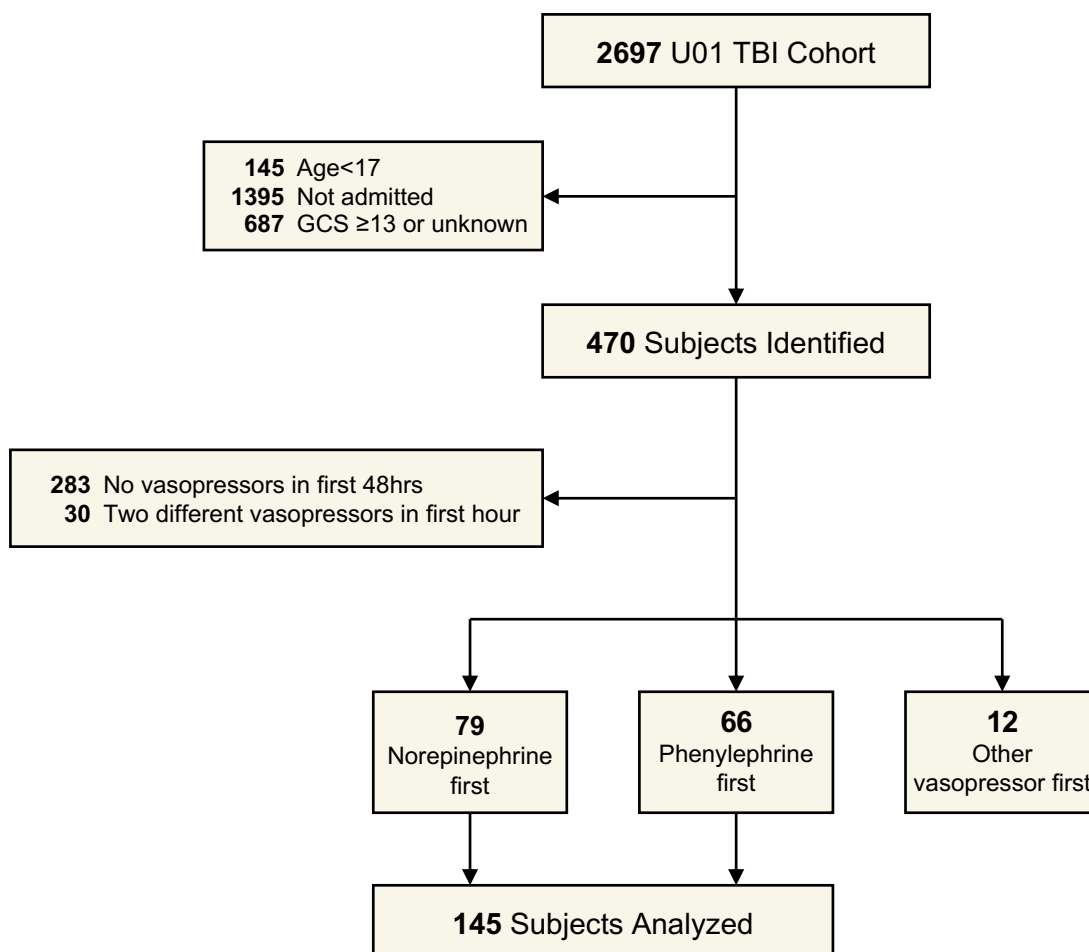 2697 U01 TBI Cohort
145 Age<17
1395 Not admitted
687 GCS ≥13 or unknown
470 Subjects Identified
283 No vasopressors in first 48hrs
30 Two different vasopressors in first hour
79
Norepinephrine
first
66
Phenylephrine
first
12
Other
vasopressor first
145 Subjects Analyzed